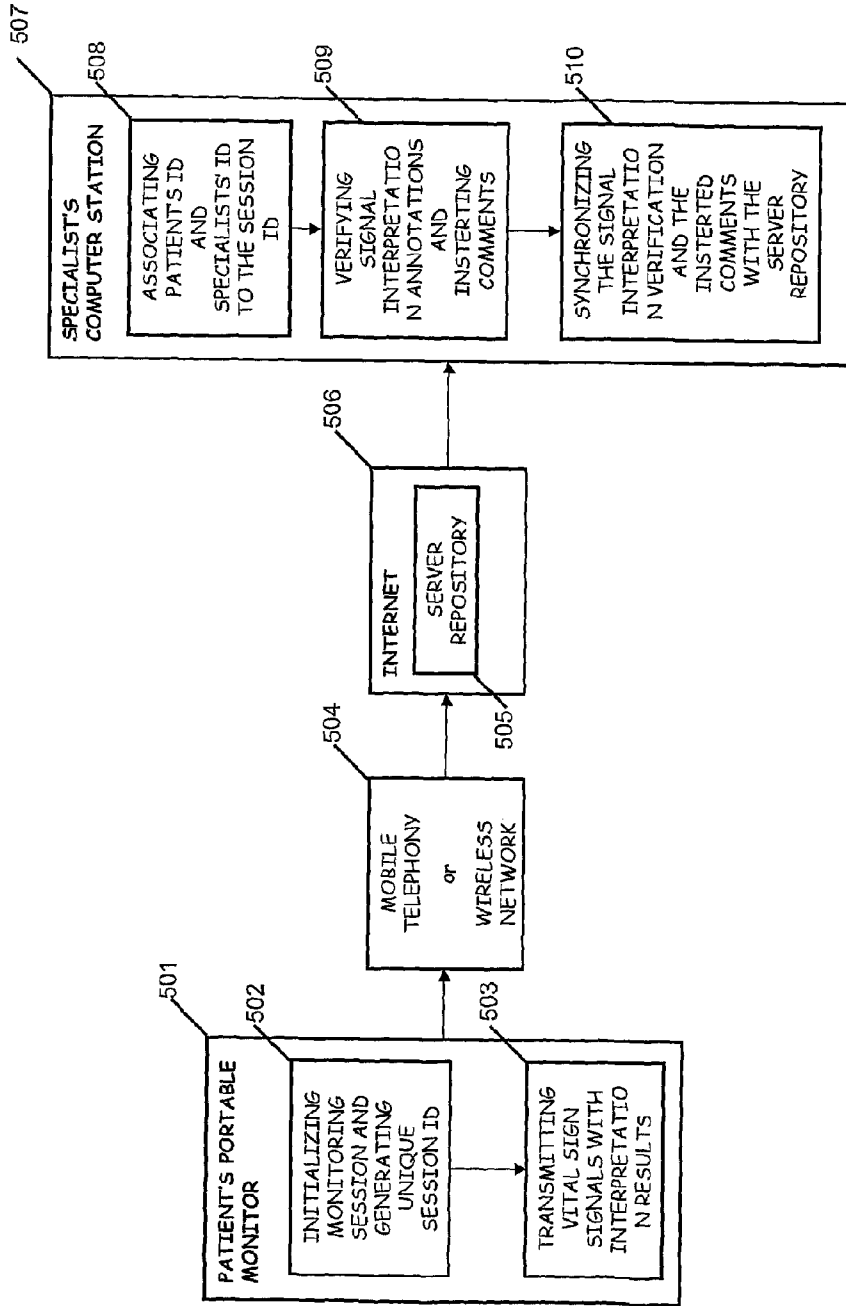 501
PATIENT'S PORTABLE
MONITOR
502
INITIALIZING
MONITORING
SESSION AND
GENERATING
UNIQUE
SESSION ID
503
TRANSMITTING
VITAL SIGN
SIGNALS WITH
INTERPRETATIO
N RESULTS
504
MOBILE
TELEPHONY
or
WIRELESS
NETWORK
506
INTERNET
SERVER
REPOSITORY
505
507
SPECIALIST'S
COMPUTER STATION
508
ASSOCIATING
PATIENT'S ID
AND
SPECIALISTS' ID
TO THE SESSION
ID
509
VERIFYING
SIGNAL
INTERPRETATIO
N ANNOTATIONS
AND
INSTERTING
COMMENTS
510
SYNCHRONIZING
THE SIGNAL
INTERPRETATIO
N VERIFICATION
AND THE
INSTERTED
COMMENTS
WITH THE
SERVER
REPOSITORY